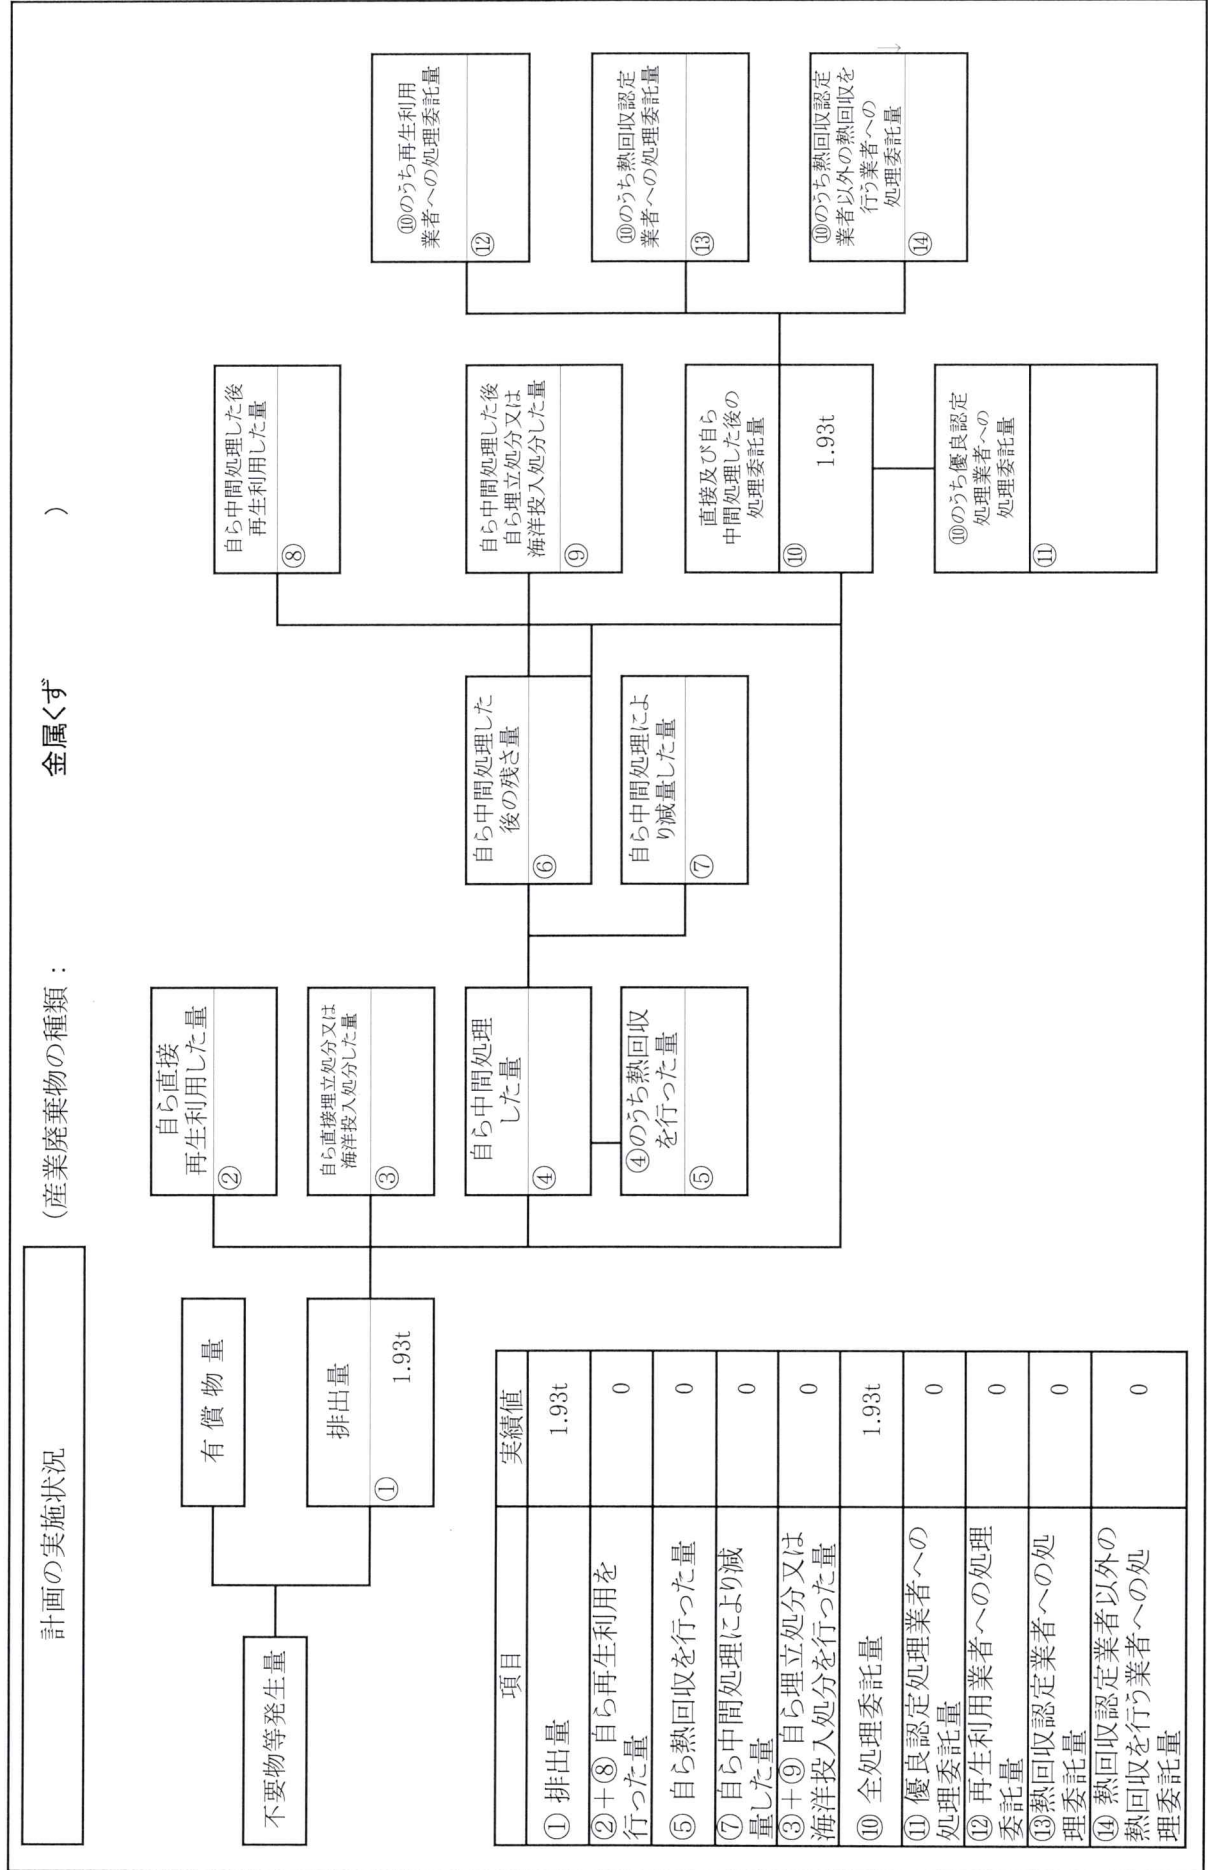 計画の実施状況
（産業廃棄物の種類：
金属くず
）
不要物等発生量
有 償 物 量
排出量
①
1.93t
自ら直接
再生利用した量
②
自ら直接埋立処分又は
海洋投入処分した量
③
自ら中間処理
した量
④
④のうち熱回収
を行った量
⑤
自ら中間処理した
後の残さ量
⑥
自ら中間処理によ
り減量した量
⑦
自ら中間処理した後
再生利用した量
⑧
自ら中間処理した後
自ら埋立処分又は
海洋投入処分した量
⑨
直接及び自ら
中間処理した後の
処理委託量
⑩
1.93t
⑩のうち優良認定
処理業者への
処理委託量
⑪
⑩のうち再生利用
業者への処理委託量
⑫
⑩のうち熱回収認定
業者への処理委託量
⑬
⑩のうち熱回収認定
業者以外の熱回収を
行う業者への
処理委託量
⑭
項目 実績値
① 排出量 1.93t
②＋⑧ 自ら再生利用を
行った量 0
⑤ 自ら熱回収を行った量 0
⑦ 自ら中間処理により減
量した量 0
③＋⑨ 自ら埋立処分又は
海洋投入処分を行った量 0
⑩ 全処理委託量 1.93t
⑪ 優良認定処理業者への
処理委託量 0
⑫ 再生利用業者への処理
委託量 0
⑬熱回収認定業者への処
理委託量 0
⑭ 熱回収認定業者以外の
熱回収を行う業者への処
理委託量 0